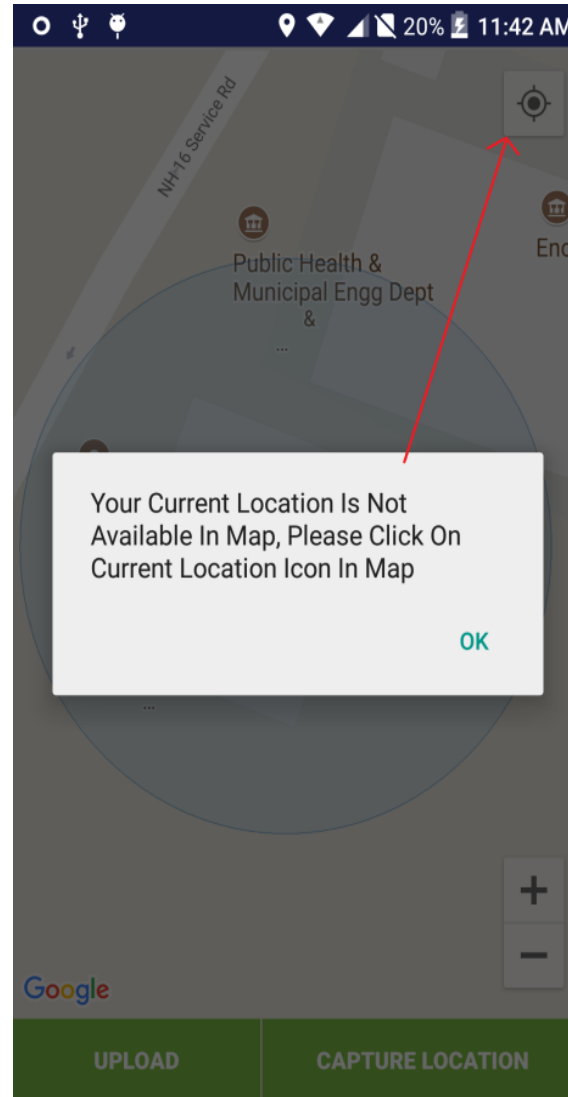 20% 11:42 AM
NH-16 Service Rd
Public Health &
Municipal Engg Dept
&
...
Enc
Your Current Location Is Not
Available In Map, Please Click On
Current Location Icon In Map
OK
...
Google
UPLOAD CAPTURE LOCATION